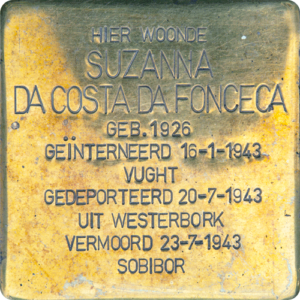 HIER WOONDE
SUZANNA
DA COSTA DA FONCECA
GEB. 1926
GEÏNTERNEERD 16-1-1943
VUGHT
GEDEPORTEERD 20-7-1943
UIT WESTERBORK
VERMOORD 23-7-1943
SOBIBOR